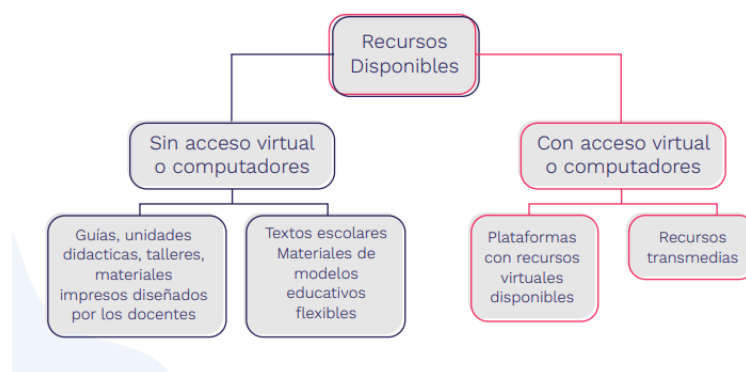 Recursos
Disponibles
Sin acceso virtual
o computadores
Con acceso virtual
o computadores
Guías, unidades
didacticas, talleres,
materiales
impresos diseñados
por los docentes
Textos escolares
Materiales de
modelos
educativos
flexibles
Plataformas
con recursos
virtuales
disponibles
Recursos
transmedias